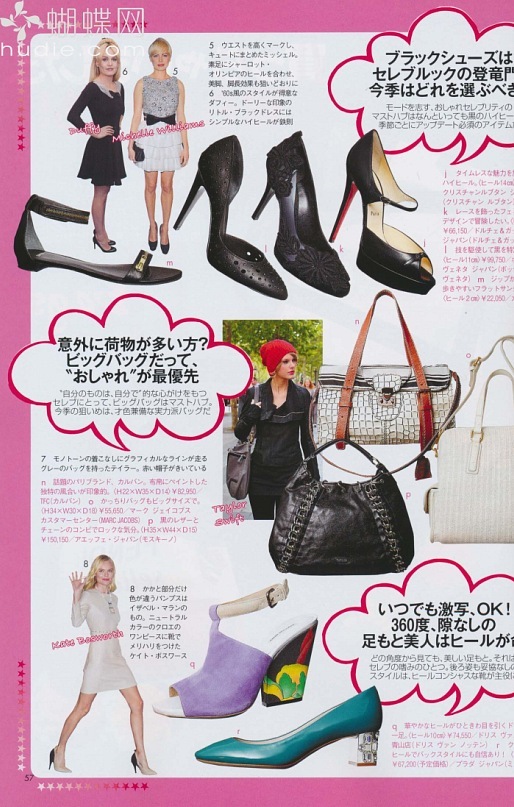 蝴蝶网
hudie.com
5 ウエストを高くマークし、
キュートにまとめたミッシェル。
裏足にシャーロット・
オリンピアのヒールを合わせ、
美脚、脚長効果も狙いどおりに
6 '60s風のスタイルが得意な
ダフィー。ドーリーな印象の
リトル・ブラックドレスには
シンプルなハイヒールが鉄則
6
5
Duffy
Michelle Williams
ブラックシューズは
セレブルックの登竜門
今季はどれを選ぶべき
モードを志す、おしゃれセレブリティの
マストハブはなんといっても黒のハイヒー
季節ごとにアップデート必須のアイテム
j タイムレスな魅力を
ハイヒール。(ヒール14cm
クリスチャンルブタン ジ
(クリスチャン ルブタン)
k レースを飾ったフェ
デザインで冒険したい。(
¥66,150/ドルチェ&ガ
ジャパン(ドルチェ&ガッ
l 技を駆使して黒を特
(ヒール11cm)¥99,750/ボ
ヴェネタ ジャパン(ボッ
ヴェネタ) m ジップが
歩きやすいフラットサン
(ヒール2cm)¥22,050/
j
k
l
m
意外に荷物が多い方?
ビッグバッグだって、
“おしゃれ”が最優先
“自分のものは、自分で”的な心がけをもつ
セレブにとって、ビッグバッグはマストハブ。
今季の狙いめは、才色兼備な実力派バッグだ
7 モノトーンの着こなしにグラフィカルなラインが走る
グレーのバッグを持ったテイラー。赤い帽子がきいている
n 話題のパリブランド、カルバン。有機にペイントした
独特の風合いが印象的。(H22×W35×D14)¥82,950/
TFC(カルバン) o かっちりバッグもビッグサイズで。
(H34×W30×D18)¥55,650/マーク ジェイコブス
カスタマーセンター(MARC JACOBS) p 黒のレザーと
チェーンのコンビでロックな気分。(H35×W44×D15)
¥150,150/アエッフェ・ジャパン(モスキーノ)
Taylor
Swift
n
o
p
8 かかと部分だけ
色が違うパンプスは
イザベル・マランの
もの。ニュートラル
カラーのクロエの
ワンピースに靴で
メリハリをつけた
ケイト・ボスワース
Kate Bosworth
q
r
いつでも激写、OK!
360度、隙なしの
足もと美人はヒールが命
どの角度から見ても、美しい足もと。それは
セレブの嗜みのひとつ。後ろ姿も妥協なしの
スタイルは、ヒールコンシャスな靴が主役
q 華やかなヒールがひときわ目を引くド
一足。(ヒール10cm)¥74,550/ドリス ヴァ
青山店(ドリス ヴァン ノッテン) r ク
ヒールでバックスタイルにも自信あり!(
¥67,200(予定価格)/プラダ ジャパン(ミ
57